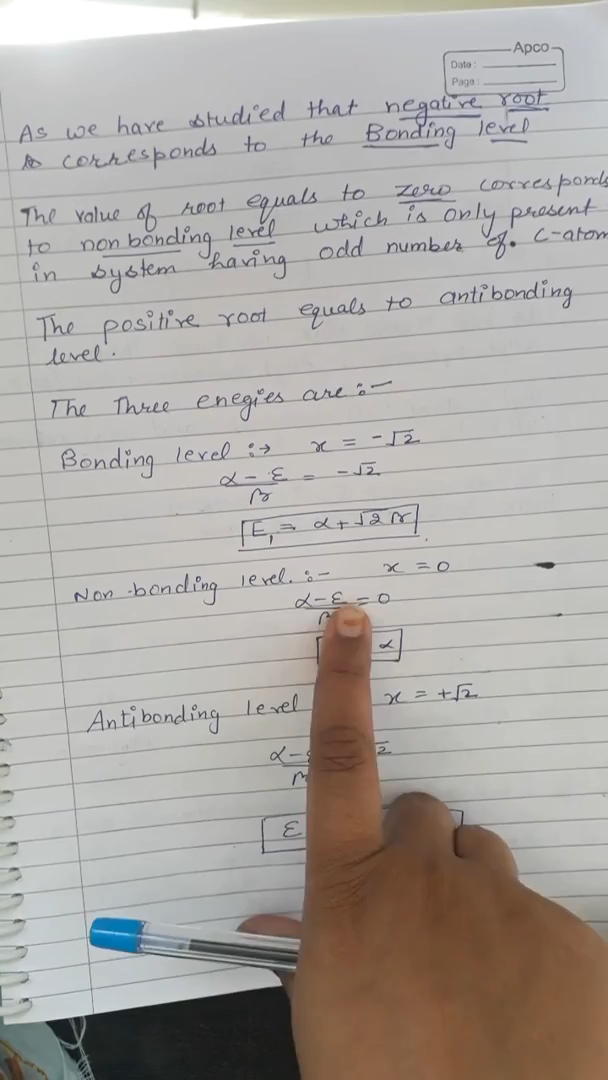 Apco
Date:
Page:
As we have studied that negative root
corresponds to the Bonding level
The value of root equals to zero corresponds
to nonbonding level which is only present
in system having odd number of. C-atom
The positive root equals to antibonding
level.
The Three enegies are :-
Bonding level :→ x = -√2
α - ε / β = -√2
E₁ = α + √2 β
Non-bonding level. :- x = 0
α - ε = 0
α
Antibonding level x = +√2
α -
ε